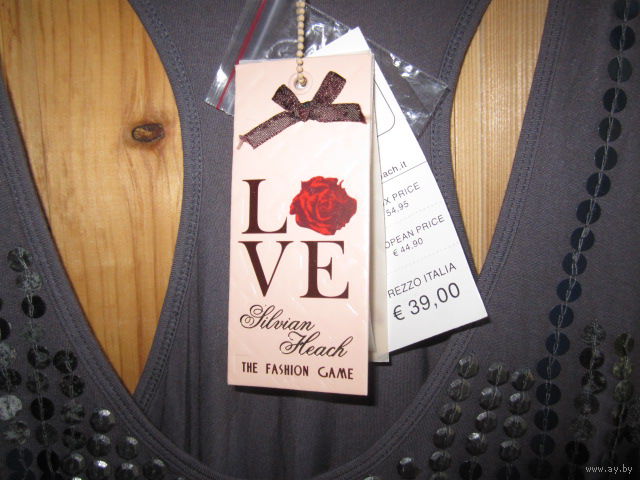 LOVE
Silvian
Heach
THE FASHION GAME
ach.it
X PRICE
54,95
OPEAN PRICE
€ 44,90
REZZO ITALIA
€ 39,00
www.ay.by